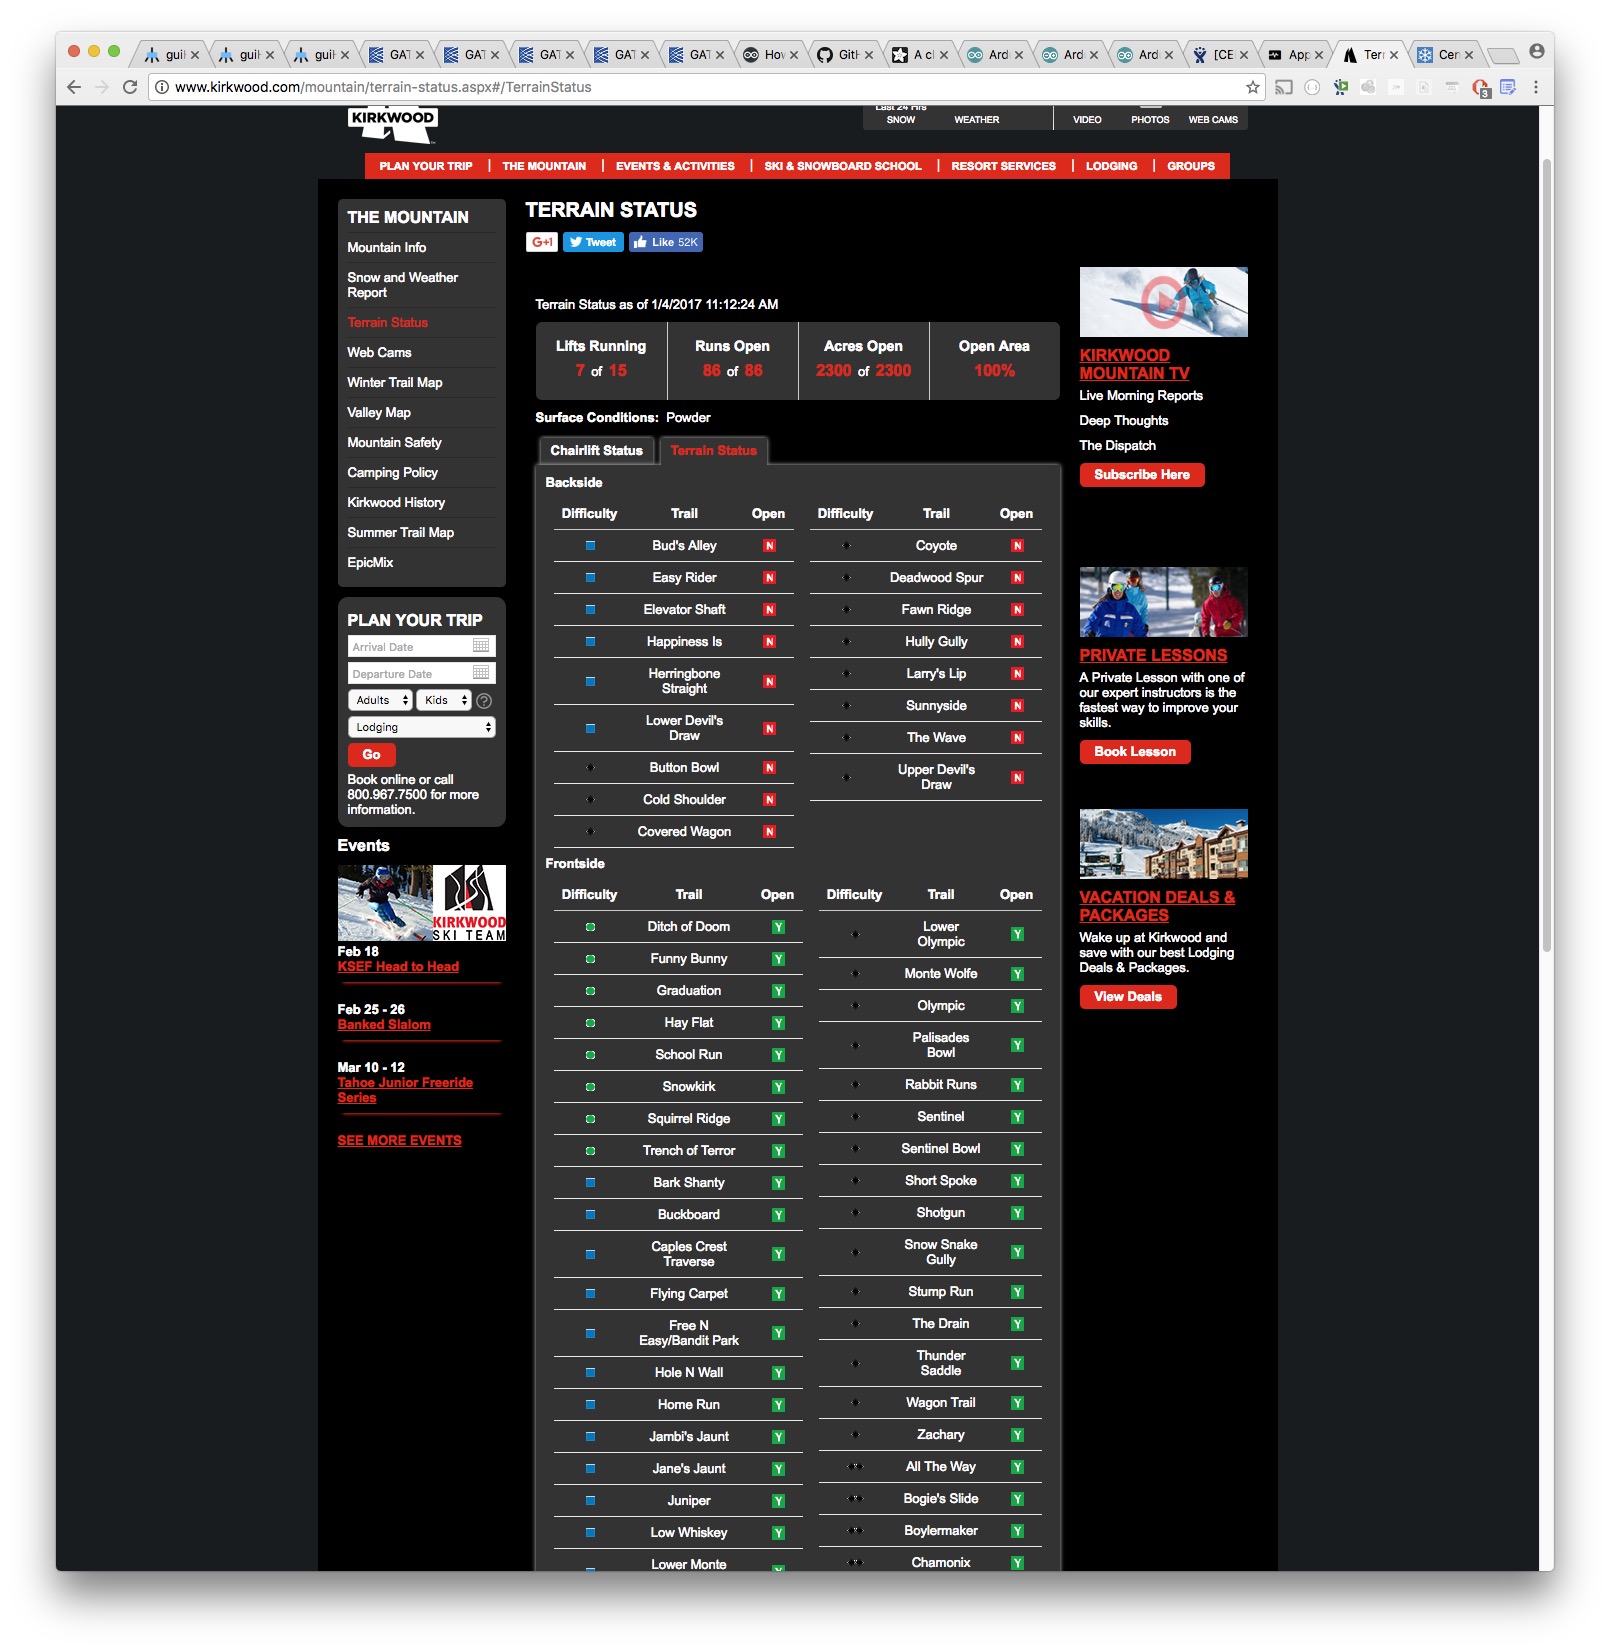 guil
guil
guil
GAT
GAT
GAT
GAT
GAT
How
GitH
A cl
Ard
Ard
Ard
[CE
App
Terr
Cer
www.kirkwood.com/mountain/terrain-status.aspx#/TerrainStatus
3
KIRKWOOD
Last 24 Hrs
SNOW WEATHER VIDEO PHOTOS WEB CAMS
PLAN YOUR TRIP | THE MOUNTAIN | EVENTS & ACTIVITIES | SKI & SNOWBOARD SCHOOL | RESORT SERVICES | LODGING | GROUPS
THE MOUNTAIN
Mountain Info
Snow and Weather
Report
Terrain Status
Web Cams
Winter Trail Map
Valley Map
Mountain Safety
Camping Policy
Kirkwood History
Summer Trail Map
EpicMix
PLAN YOUR TRIP
Arrival Date
Departure Date
Adults Kids ?
Lodging
Go
Book online or call
800.967.7500 for more
information.
Events
KIRKWOOD
SKI TEAM
Feb 18
KSEF Head to Head
Feb 25 - 26
Banked Slalom
Mar 10 - 12
Tahoe Junior Freeride
Series
SEE MORE EVENTS
TERRAIN STATUS
G+1 Tweet Like 52K
Terrain Status as of 1/4/2017 11:12:24 AM
Lifts Running Runs Open Acres Open Open Area
7 of 15 86 of 86 2300 of 2300 100%
Surface Conditions: Powder
Chairlift Status Terrain Status
Backside
Difficulty Trail Open
Bud's Alley N
Easy Rider N
Elevator Shaft N
Happiness Is N
Herringbone
Straight N
Lower Devil's
Draw N
Button Bowl N
Cold Shoulder N
Covered Wagon N
Difficulty Trail Open
Coyote N
Deadwood Spur N
Fawn Ridge N
Hully Gully N
Larry's Lip N
Sunnyside N
The Wave N
Upper Devil's
Draw N
Frontside
Difficulty Trail Open
Ditch of Doom Y
Funny Bunny Y
Graduation Y
Hay Flat Y
School Run Y
Snowkirk Y
Squirrel Ridge Y
Trench of Terror Y
Bark Shanty Y
Buckboard Y
Caples Crest
Traverse Y
Flying Carpet Y
Free N
Easy/Bandit Park Y
Hole N Wall Y
Home Run Y
Jambi's Jaunt Y
Jane's Jaunt Y
Juniper Y
Low Whiskey Y
Lower Monte
Difficulty Trail Open
Lower
Olympic Y
Monte Wolfe Y
Olympic Y
Palisades
Bowl Y
Rabbit Runs Y
Sentinel Y
Sentinel Bowl Y
Short Spoke Y
Shotgun Y
Snow Snake
Gully Y
Stump Run Y
The Drain Y
Thunder
Saddle Y
Wagon Trail Y
Zachary Y
All The Way Y
Bogie's Slide Y
Boylermaker Y
Chamonix Y
KIRKWOOD
MOUNTAIN TV
Live Morning Reports
Deep Thoughts
The Dispatch
Subscribe Here
PRIVATE LESSONS
A Private Lesson with one of
our expert instructors is the
fastest way to improve your
skills.
Book Lesson
VACATION DEALS &
PACKAGES
Wake up at Kirkwood and
save with our best Lodging
Deals & Packages.
View Deals